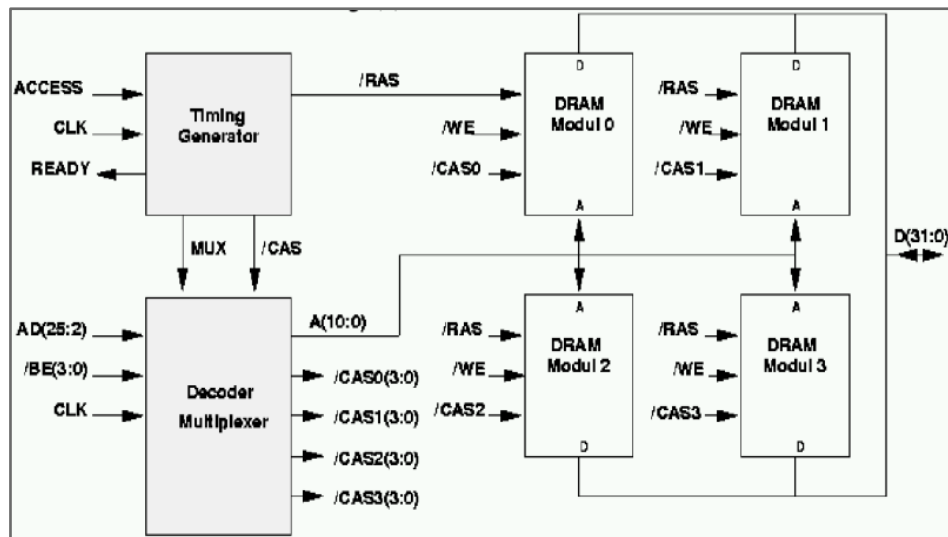 ACCESS
CLK
READY
Timing
Generator
/RAS
/WE
/CAS0
D
DRAM
Modul 0
A
/RAS
/WE
/CAS1
D
DRAM
Modul 1
A
MUX
/CAS
D(31:0)
AD(25:2)
/BE(3:0)
CLK
Decoder
Multiplexer
A(10:0)
/CAS0(3:0)
/CAS1(3:0)
/CAS2(3:0)
/CAS3(3:0)
/RAS
/WE
/CAS2
A
DRAM
Modul 2
D
/RAS
/WE
/CAS3
A
DRAM
Modul 3
D